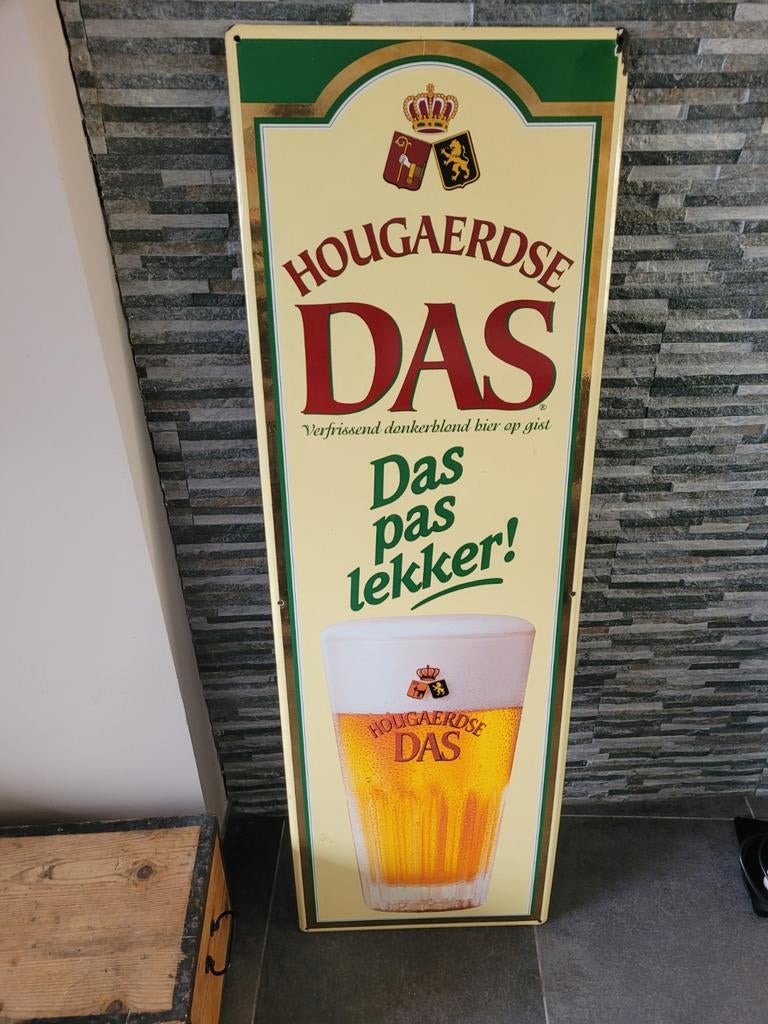 HOUGAERDSE
DAS®
Verfrissend donkerblond bier op gist
Das
pas
lekker!
HOUGAERDSE
DAS